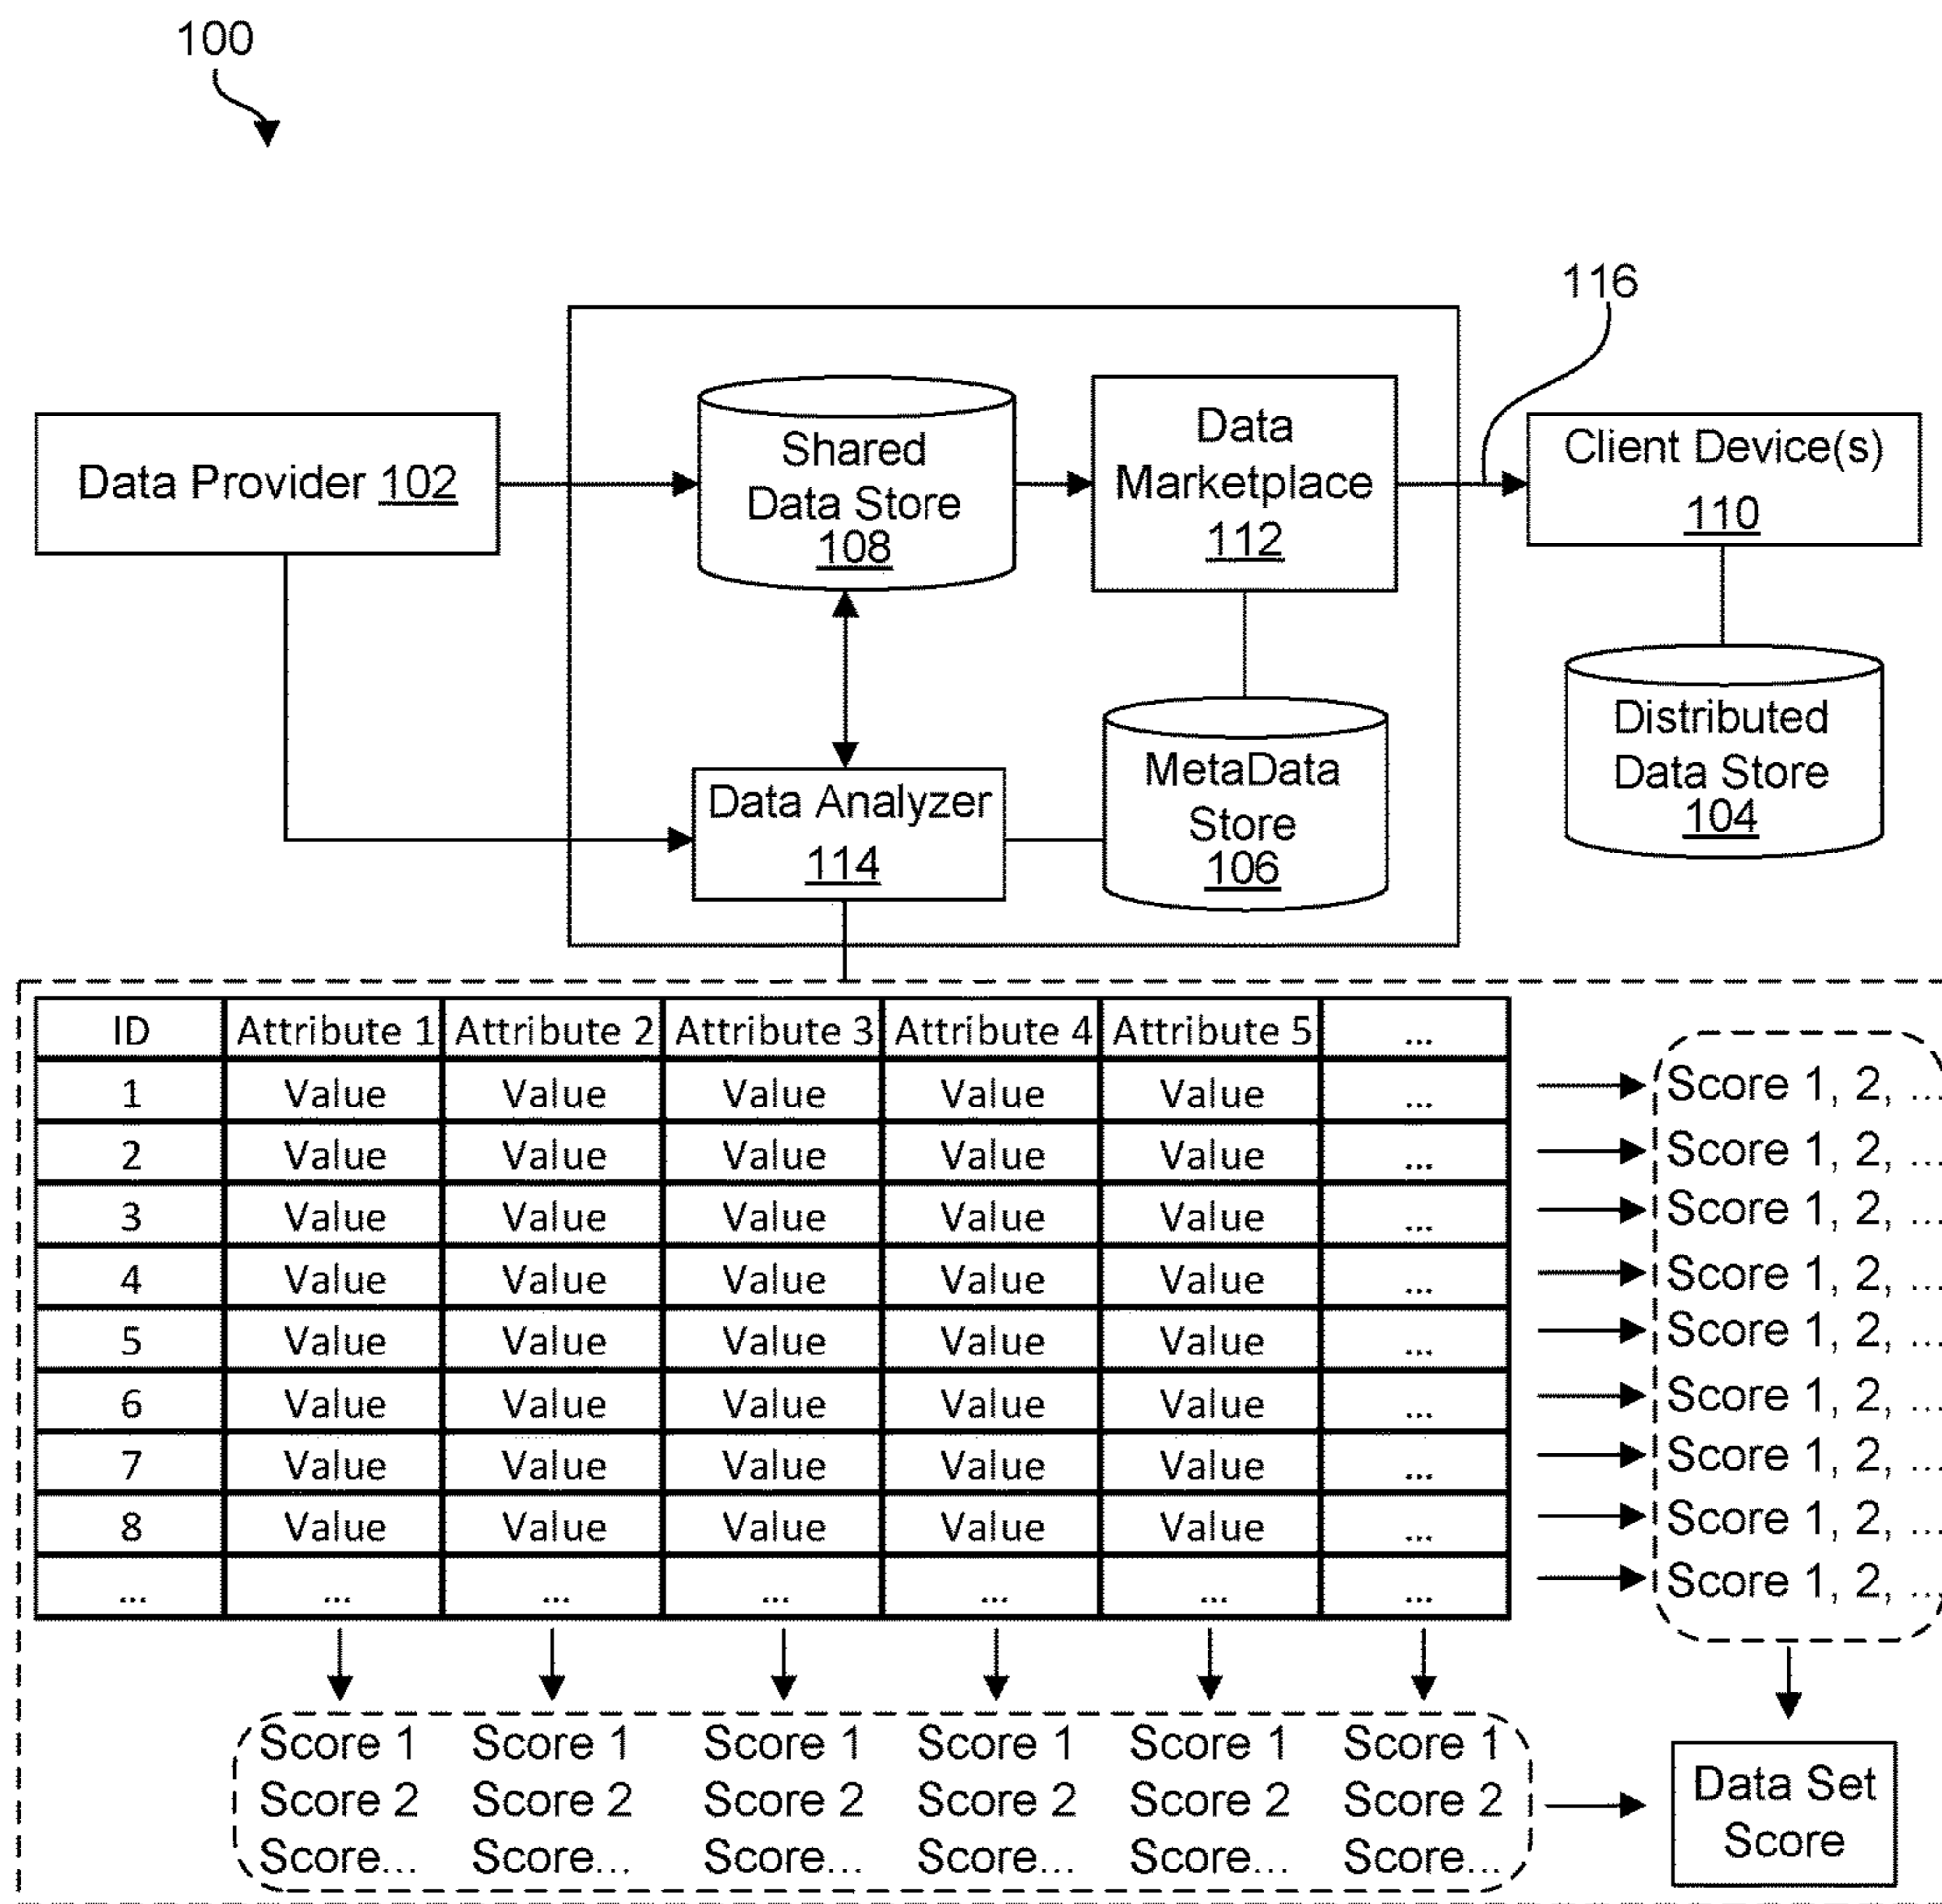 100
116
Data Provider 102
Shared
Data Store
108
Data
Marketplace
112
Client Device(s)
110
Data Analyzer
114
MetaData
Store
106
Distributed
Data Store
104
ID Attribute 1 Attribute 2 Attribute 3 Attribute 4 Attribute 5 ...
1 Value Value Value Value Value ... Score 1, 2, ...
2 Value Value Value Value Value ... Score 1, 2, ...
3 Value Value Value Value Value ... Score 1, 2, ...
4 Value Value Value Value Value ... Score 1, 2, ...
5 Value Value Value Value Value ... Score 1, 2, ...
6 Value Value Value Value Value ... Score 1, 2, ...
7 Value Value Value Value Value ... Score 1, 2, ...
8 Value Value Value Value Value ... Score 1, 2, ...
... ... ... ... ... ... ... Score 1, 2, ...
Score 1 Score 1 Score 1 Score 1 Score 1 Score 1
Score 2 Score 2 Score 2 Score 2 Score 2 Score 2
Score... Score... Score... Score... Score... Score...
Data Set
Score